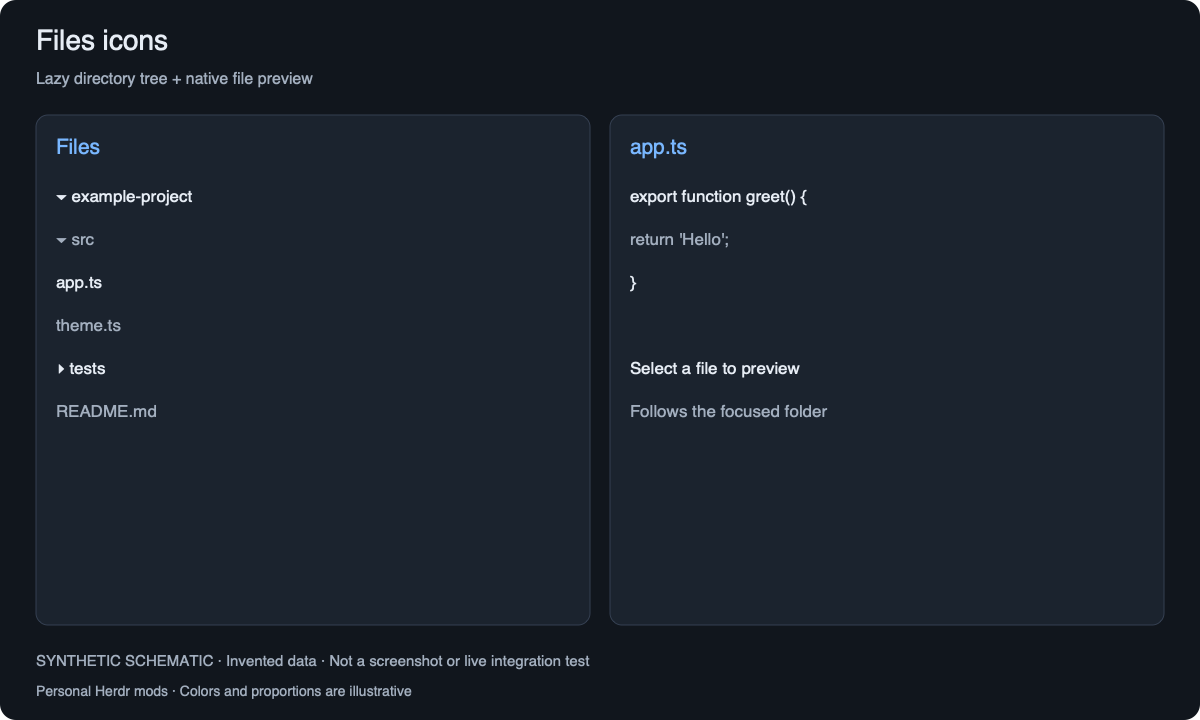 Files icons
Lazy directory tree + native file preview
Files
example-project
src
app.ts
theme.ts
tests
README.md
app.ts
export function greet() {
return 'Hello';
}
Select a file to preview
Follows the focused folder
SYNTHETIC SCHEMATIC · Invented data · Not a screenshot or live integration test
Personal Herdr mods · Colors and proportions are illustrative